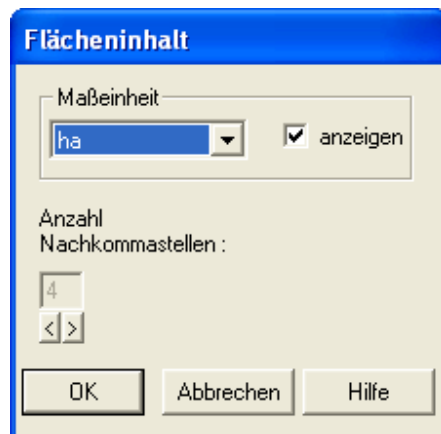 Flächeninhalt
Maßeinheit
ha
anzeigen
Anzahl
Nachkommastellen :
4
< >
OK Abbrechen Hilfe